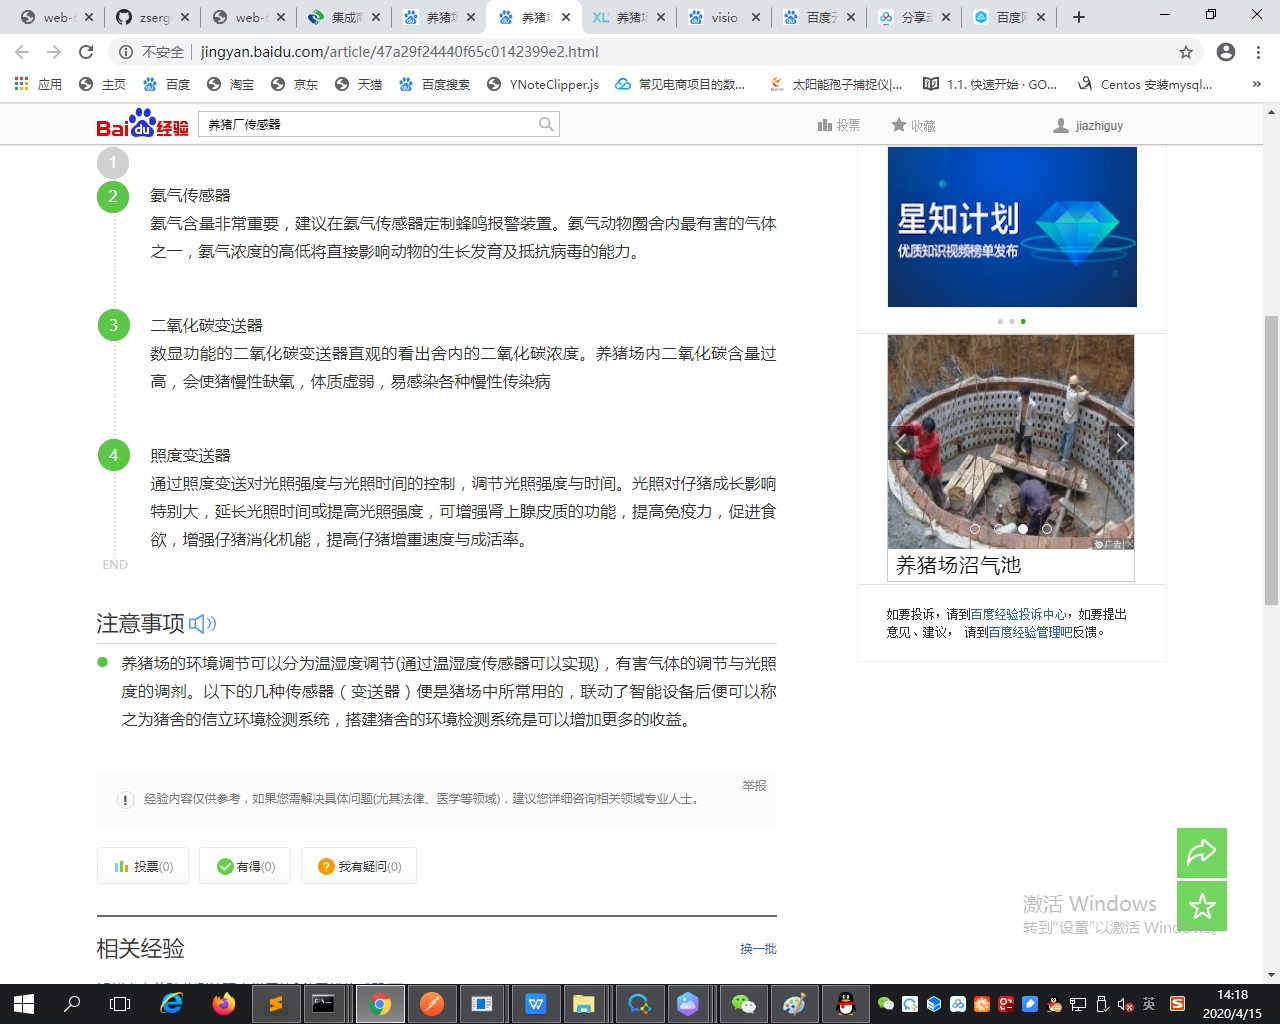 web-
zserg
web-
集成商
养猪场
养猪场
XL 养猪
visio
百度云
分享
百度网
不安全 jingyan.baidu.com/article/47a29f24440f65c0142399e2.html
应用 主页 百度 淘宝 京东 天猫 百度搜索 YNoteClipper.js 常见电商项目的数... 太阳能孢子捕捉仪|... 1.1. 快速开始 · GO... Centos 安装mysql... »
Bai du 经验 养猪厂传感器 投票 收藏 jiazhiguy
1
2 氨气传感器
氨气含量非常重要，建议在氨气传感器定制蜂鸣报警装置。氨气动物圈舍内最有害的气体
之一，氨气浓度的高低将直接影响动物的生长发育及抵抗病毒的能力。
3 二氧化碳变送器
数显功能的二氧化碳变送器直观的看出舍内的二氧化碳浓度。养猪场内二氧化碳含量过
高，会使猪慢性缺氧，体质虚弱，易感染各种慢性传染病
4 照度变送器
通过照度变送对光照强度与光照时间的控制，调节光照强度与时间。光照对仔猪成长影响
特别大，延长光照时间或提高光照强度，可增强肾上腺皮质的功能，提高免疫力，促进食
欲，增强仔猪消化机能，提高仔猪增重速度与成活率。
END
注意事项
养猪场的环境调节可以分为温湿度调节(通过温湿度传感器可以实现)，有害气体的调节与光照
度的调剂。以下的几种传感器（变送器）便是猪场中所常用的，联动了智能设备后便可以称
之为猪舍的信立环境检测系统，搭建猪舍的环境检测系统是可以增加更多的收益。
举报
经验内容仅供参考，如果您需解决具体问题(尤其法律、医学等领域)，建议您详细咨询相关领域专业人士。
投票(0) 有得(0) 我有疑问(0)
相关经验 换一批
星知计划
优质知识视频榜单发布
广告
养猪场沼气池
如要投诉，请到百度经验投诉中心，如要提出
意见、建议， 请到百度经验管理吧反馈。
激活 Windows
转到"设置"以激活 Windows。
英
14:18
2020/4/15